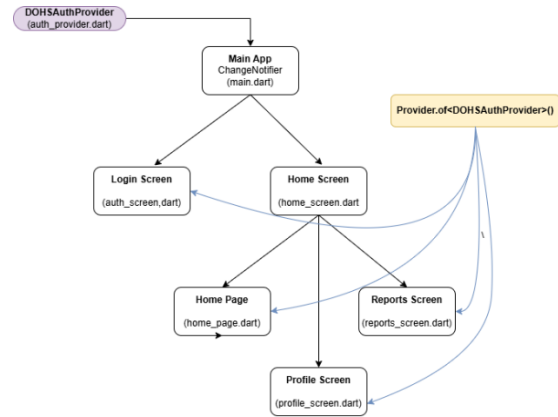 DOHSAuthProvider
(auth_provider.dart)
Main App
ChangeNotifier
(main.dart)
Provider.of<DOHSAuthProvider>()
Login Screen
(auth_screen,dart)
Home Screen
(home_screen.dart
\
Home Page
(home_page.dart)
Reports Screen
(reports_screen.dart)
Profile Screen
(profile_screen.dart)